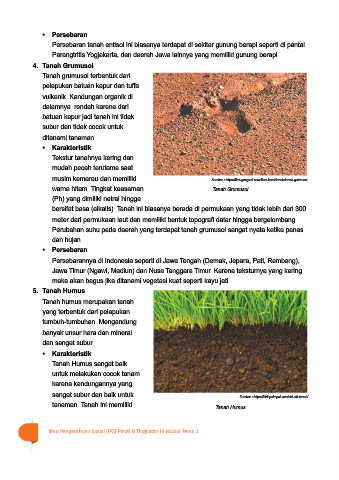 • Persebaran
Persebaran tanah entisol ini biasanya terdapat di sekitar gunung berapi seperti di pantai
Parangtritis Yogjakarta, dan daerah Jawa lainnya yang memiliki gunung berapi
4. Tanah Grumusol
Tanah grumusol terbentuk dari
pelapukan batuan kapur dan tuffa
vulkanik Kandungan organik di
dalamnya rendah karena dari
batuan kapur jadi tanah ini tidak
subur dan tidak cocok untuk
ditanami tanaman
• Karakteristik
Tekstur tanahnya kering dan
mudah pecah terutama saat
musim kemarau dan memiliki
warna hitam Tingkat keasaman
(Ph) yang dimiliki netral hingga
Tanah Grumusol
bersifat basa (alkalis) Tanah ini biasanya berada di permukaan yang tidak lebih dari 300
meter dari permukaan laut dan memiliki bentuk topografi datar hingga bergelombang
Perubahan suhu pada daerah yang terdapat tanah grumusol sangat nyata ketika panas
dan hujan
• Persebaran
Persebarannya di Indonesia seperti di Jawa Tengah (Demak, Jepara, Pati, Rembang),
Jawa Timur (Ngawi, Madiun) dan Nusa Tenggara Timur Karena teksturnya yang kering
maka akan bagus jika ditanami vegetasi kuat seperti kayu jati
5. Tanah Humus
Tanah humus merupakan tanah
yang terbentuk dari pelapukan
tumbuh-tumbuhan Mengandung
banyak unsur hara dan mineral
dan sangat subur
• Karakteristik
Tanah Humus sangat baik
untuk melakukan cocok tanam
karena kandungannya yang
sangat subur dan baik untuk
tanaman Tanah ini memiliki
Tanah Humus
Ilmu Pengetahuan Sosial (IPS) Paket B Tingkatan III Modul Tema 2